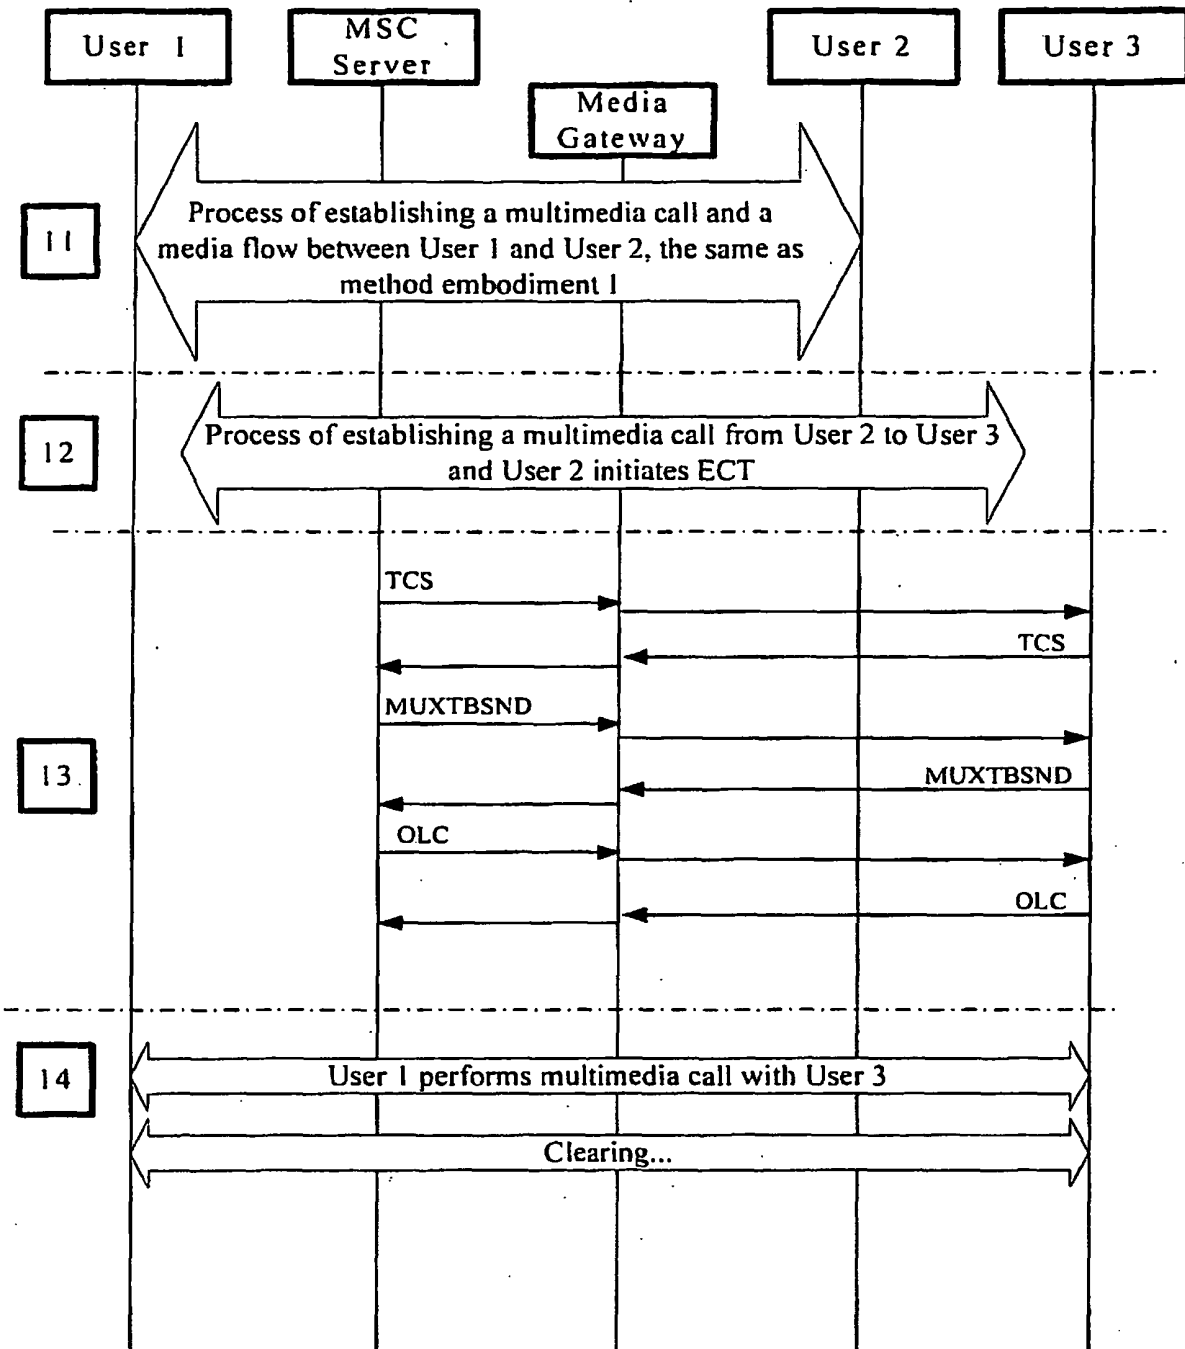 User 1
MSC
Server
User 2
User 3
Media
Gateway
11
Process of establishing a multimedia call and a
media flow between User 1 and User 2, the same as
method embodiment 1
12
Process of establishing a multimedia call from User 2 to User 3
and User 2 initiates ECT
TCS
TCS
MUXTBSND
13
MUXTBSND
OLC
OLC
14
User 1 performs multimedia call with User 3
Clearing...